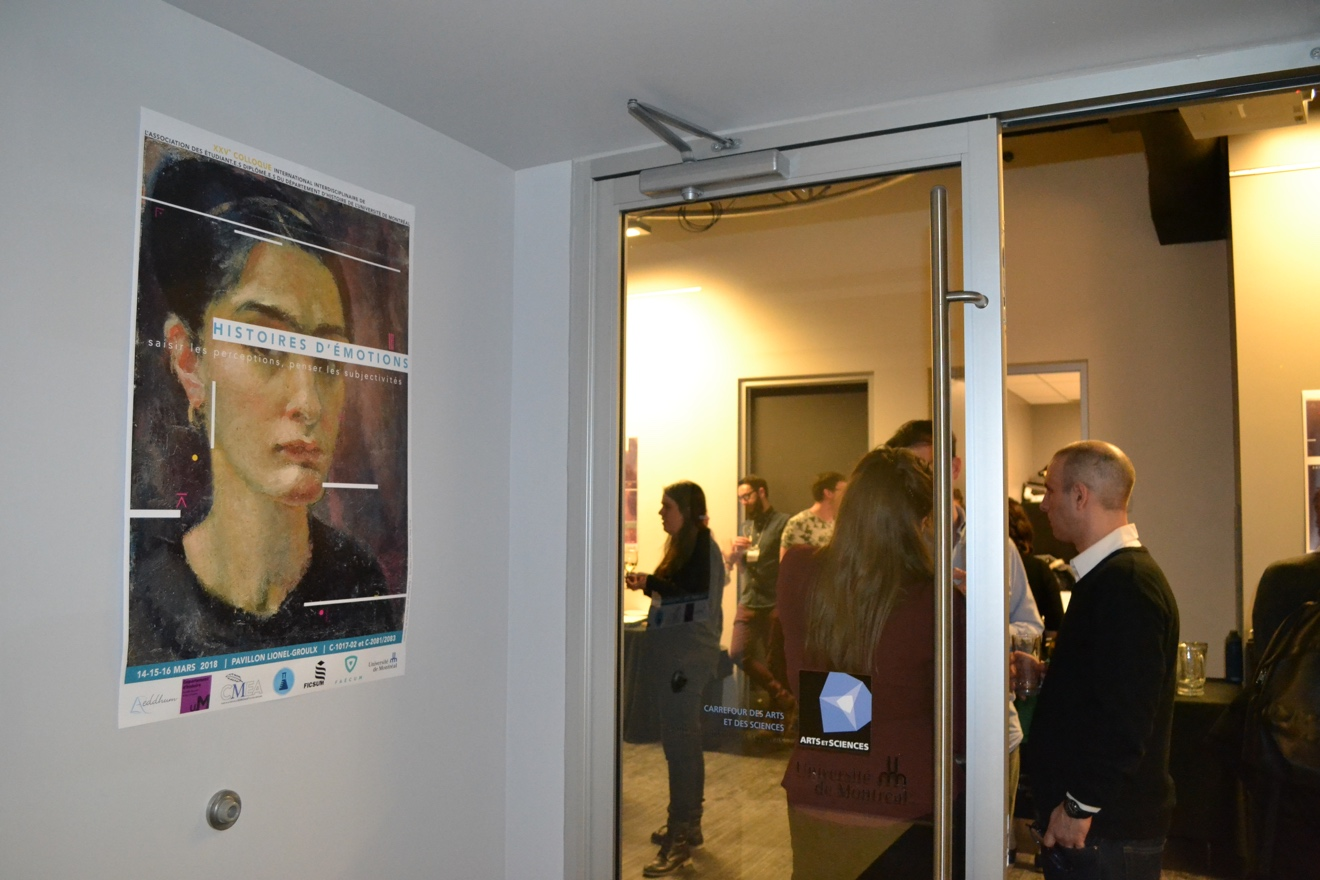 XXVe COLLOQUE INTERNATIONAL INTERDISCIPLINAIRE DE
L'ASSOCIATION DES ÉTUDIANT.E.S DIPLÔMÉ.E.S DU DÉPARTEMENT D'HISTOIRE DE L'UNIVERSITÉ DE MONTRÉAL
HISTOIRES D'ÉMOTIONS
saisir les perceptions, penser les subjectivités
14-15-16 MARS 2018 | PAVILLON LIONEL-GROULX | C-1017-02 et C-2081/2083
Aeddhum
CMEA
FICSUM
FAECUM
Université de Montréal
CARREFOUR DES ARTS
ET DES SCIENCES
ARTS ET SCIENCES
Université
de Montréal